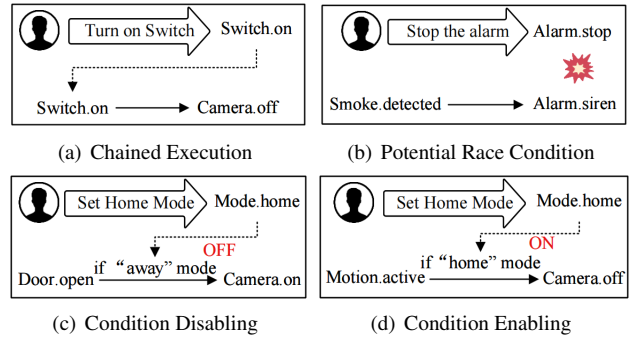 Turn on Switch
Switch.on
Switch.on
Camera.off
(a) Chained Execution
Stop the alarm
Alarm.stop
Smoke.detected
Alarm.siren
(b) Potential Race Condition
Set Home Mode
Mode.home
OFF
if “away” mode
Door.open
Camera.on
(c) Condition Disabling
Set Home Mode
Mode.home
ON
if “home” mode
Motion.active
Camera.off
(d) Condition Enabling